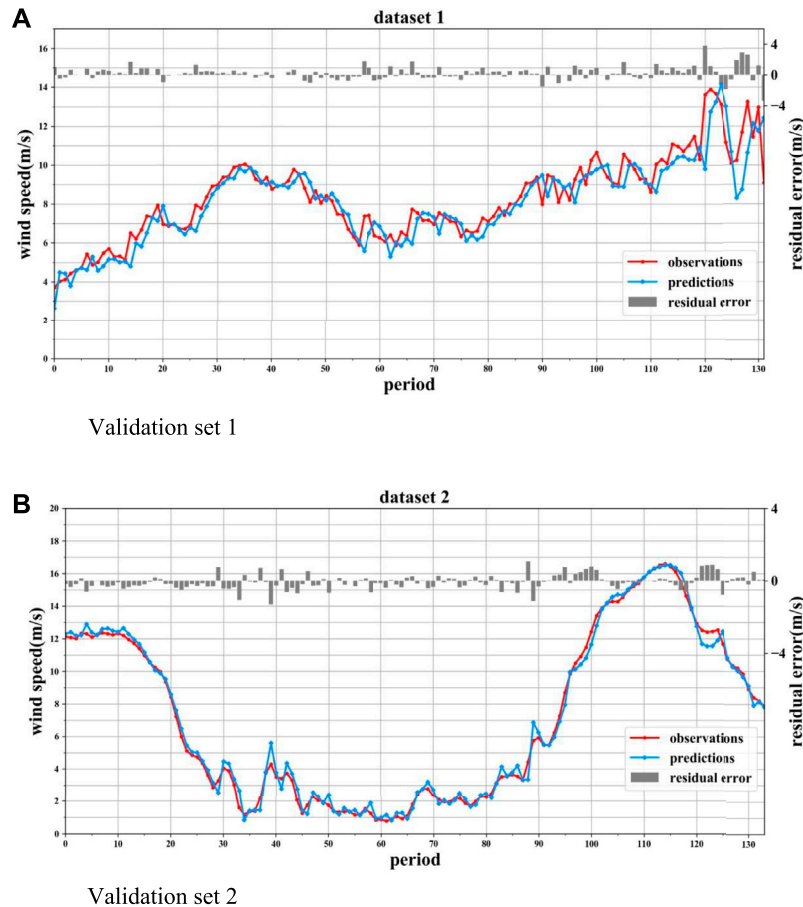 A
dataset 1
16
14
12
10
8
6
4
2
0
wind speed(m/s)
4
0
−4
residual error(m/s)
observations
predictions
residual error
0 10 20 30 40 50 60 70 80 90 100 110 120 130
period
Validation set 1
B
dataset 2
20
18
16
14
12
10
8
6
4
2
0
wind speed(m/s)
4
0
−4
residual error(m/s)
observations
predictions
residual error
0 10 20 30 40 50 60 70 80 90 100 110 120 130
period
Validation set 2